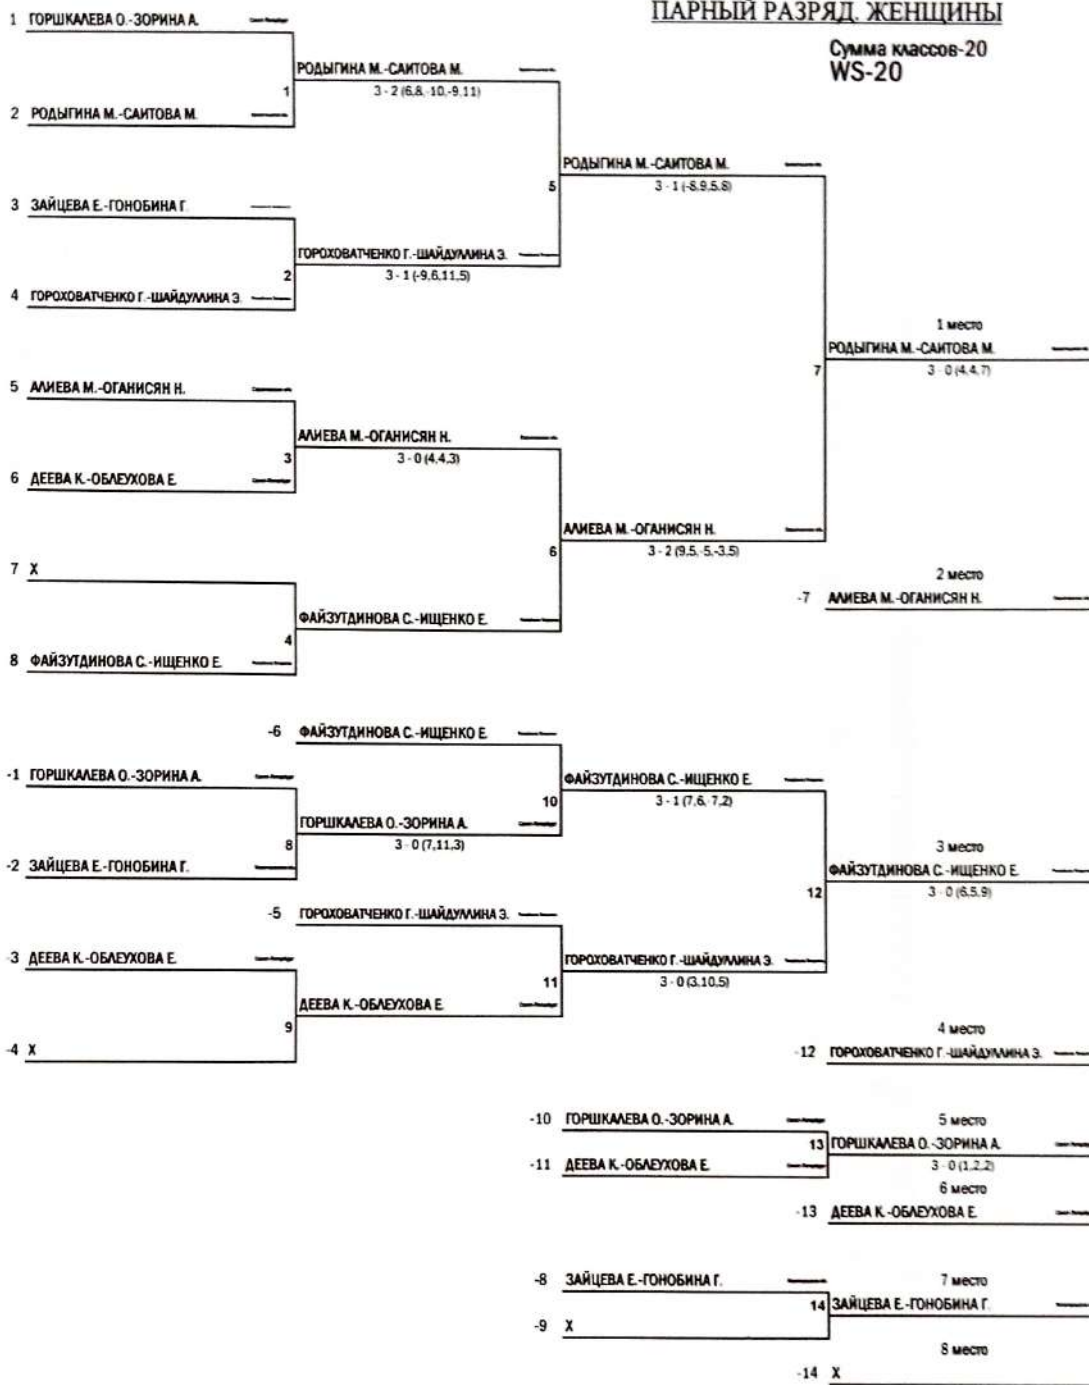 ПАРНЫЙ РАЗРЯД. ЖЕНЩИНЫ
Сумма классов-20
WS-20
1 ГОРШКАЛЕВА О.-ЗОРИНА А.
РОДЫГИНА М.-САИТОВА М.
1
3 - 2 (6,8,-10,-9,11)
2 РОДЫГИНА М.-САИТОВА М.
РОДЫГИНА М.-САИТОВА М.
5
3 - 1 (-8,9,5,8)
3 ЗАЙЦЕВА Е.-ГОНОБИНА Г.
ГОРОХОВАТЧЕНКО Г.-ШАЙДУЛЛИНА Э.
2
3 - 1 (-9,6,11,5)
4 ГОРОХОВАТЧЕНКО Г.-ШАЙДУЛЛИНА Э.
1 место
РОДЫГИНА М.-САИТОВА М.
7
3 - 0 (4,4,7)
5 АЛИЕВА М.-ОГАНИСЯН Н.
АЛИЕВА М.-ОГАНИСЯН Н.
3
3 - 0 (4,4,3)
6 ДЕЕВА К.-ОБЛЕУХОВА Е.
АЛИЕВА М.-ОГАНИСЯН Н.
6
3 - 2 (9,5,-5,-3,5)
7 X
2 место
-7 АЛИЕВА М.-ОГАНИСЯН Н.
ФАЙЗУТДИНОВА С.-ИЩЕНКО Е.
4
8 ФАЙЗУТДИНОВА С.-ИЩЕНКО Е.
-6 ФАЙЗУТДИНОВА С.-ИЩЕНКО Е.
-1 ГОРШКАЛЕВА О.-ЗОРИНА А.
ФАЙЗУТДИНОВА С.-ИЩЕНКО Е.
10
3 - 1 (7,6,-7,2)
ГОРШКАЛЕВА О.-ЗОРИНА А.
8
3 - 0 (7,11,3)
-2 ЗАЙЦЕВА Е.-ГОНОБИНА Г.
3 место
ФАЙЗУТДИНОВА С.-ИЩЕНКО Е.
12
3 - 0 (6,5,9)
-5 ГОРОХОВАТЧЕНКО Г.-ШАЙДУЛЛИНА Э.
-3 ДЕЕВА К.-ОБЛЕУХОВА Е.
ГОРОХОВАТЧЕНКО Г.-ШАЙДУЛЛИНА Э.
11
3 - 0 (3,10,5)
ДЕЕВА К.-ОБЛЕУХОВА Е.
9
-4 X
4 место
-12 ГОРОХОВАТЧЕНКО Г.-ШАЙДУЛЛИНА Э.
-10 ГОРШКАЛЕВА О.-ЗОРИНА А.
5 место
13 ГОРШКАЛЕВА О.-ЗОРИНА А.
-11 ДЕЕВА К.-ОБЛЕУХОВА Е.
3 - 0 (1,2,2)
6 место
-13 ДЕЕВА К.-ОБЛЕУХОВА Е.
-8 ЗАЙЦЕВА Е.-ГОНОБИНА Г.
7 место
14 ЗАЙЦЕВА Е.-ГОНОБИНА Г.
-9 X
8 место
-14 X